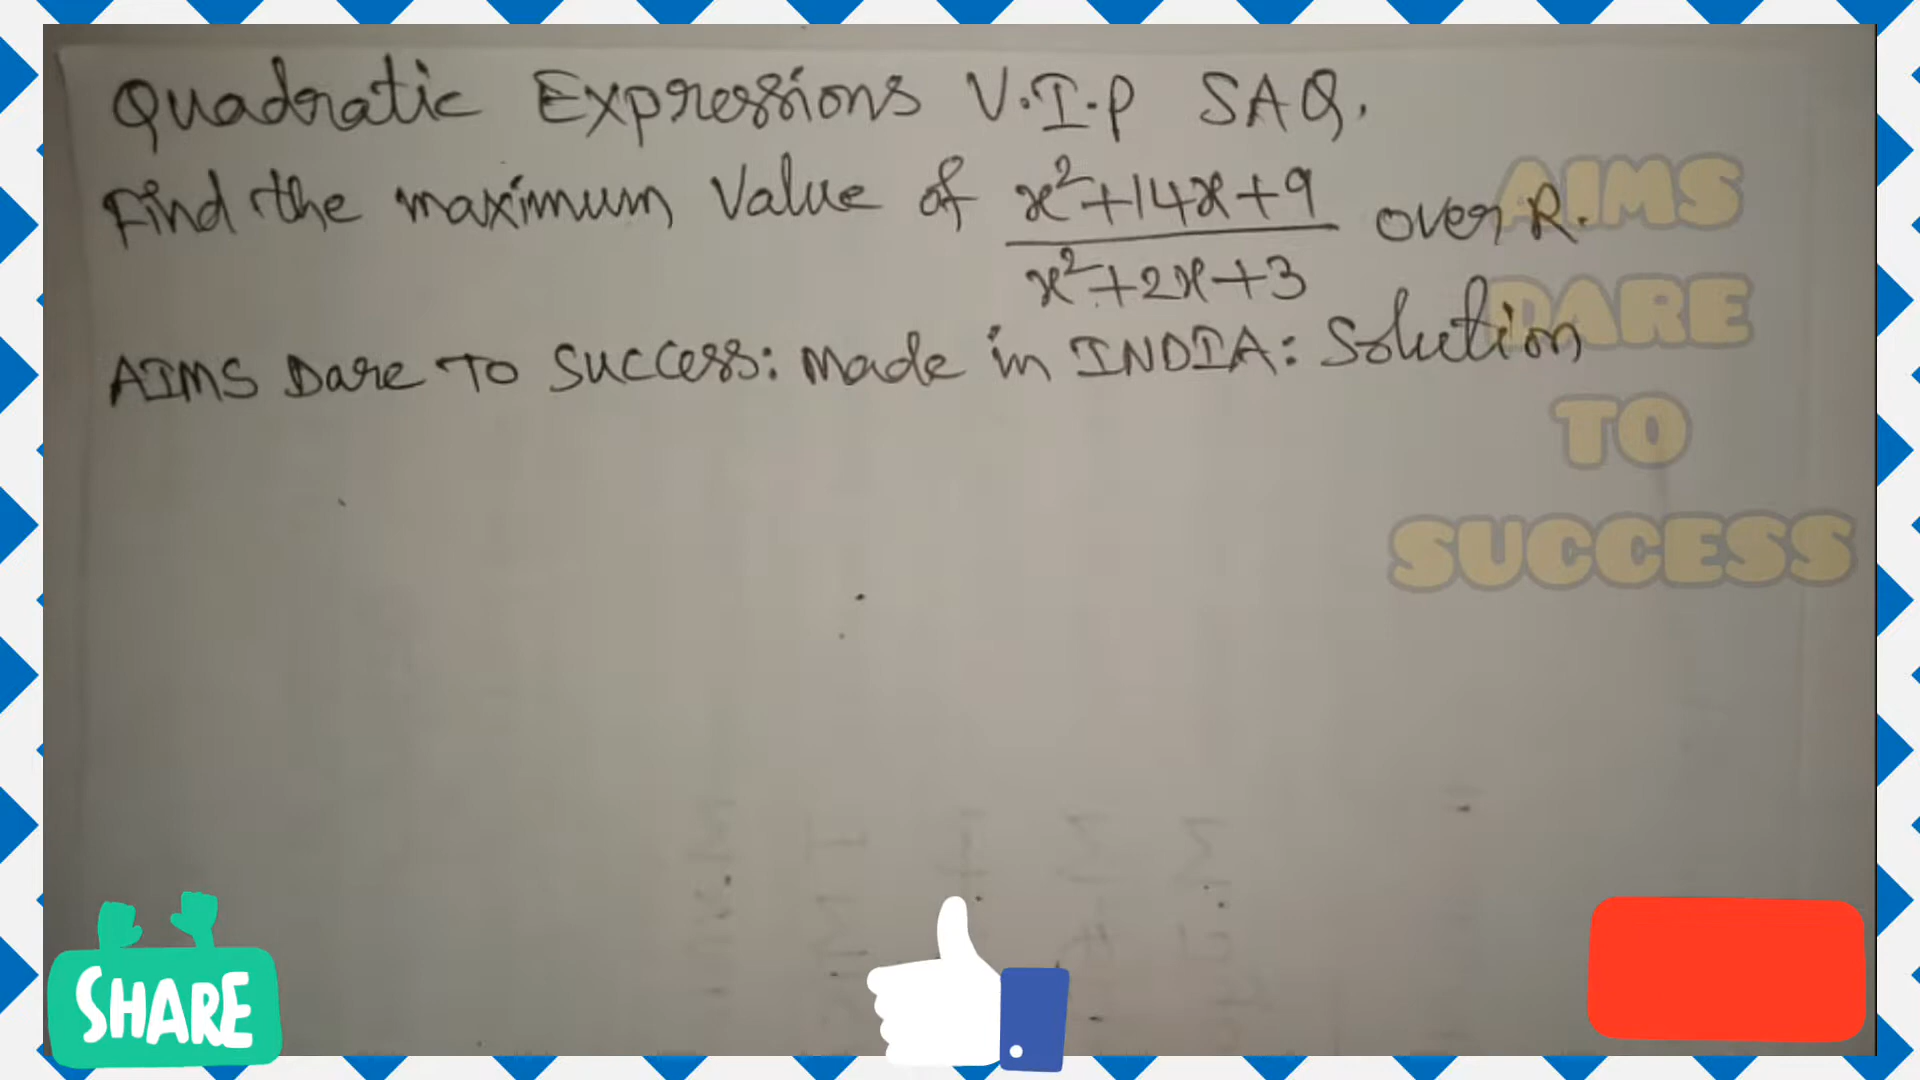 Quadratic Expressions V.I.P SAQ.
Find the maximum Value of x²+14x+9 / x²+2x+3 over R.
AIMS Dare To Success: Made in INDIA: Solution
AIMS
DARE
TO
SUCCESS
SHARE